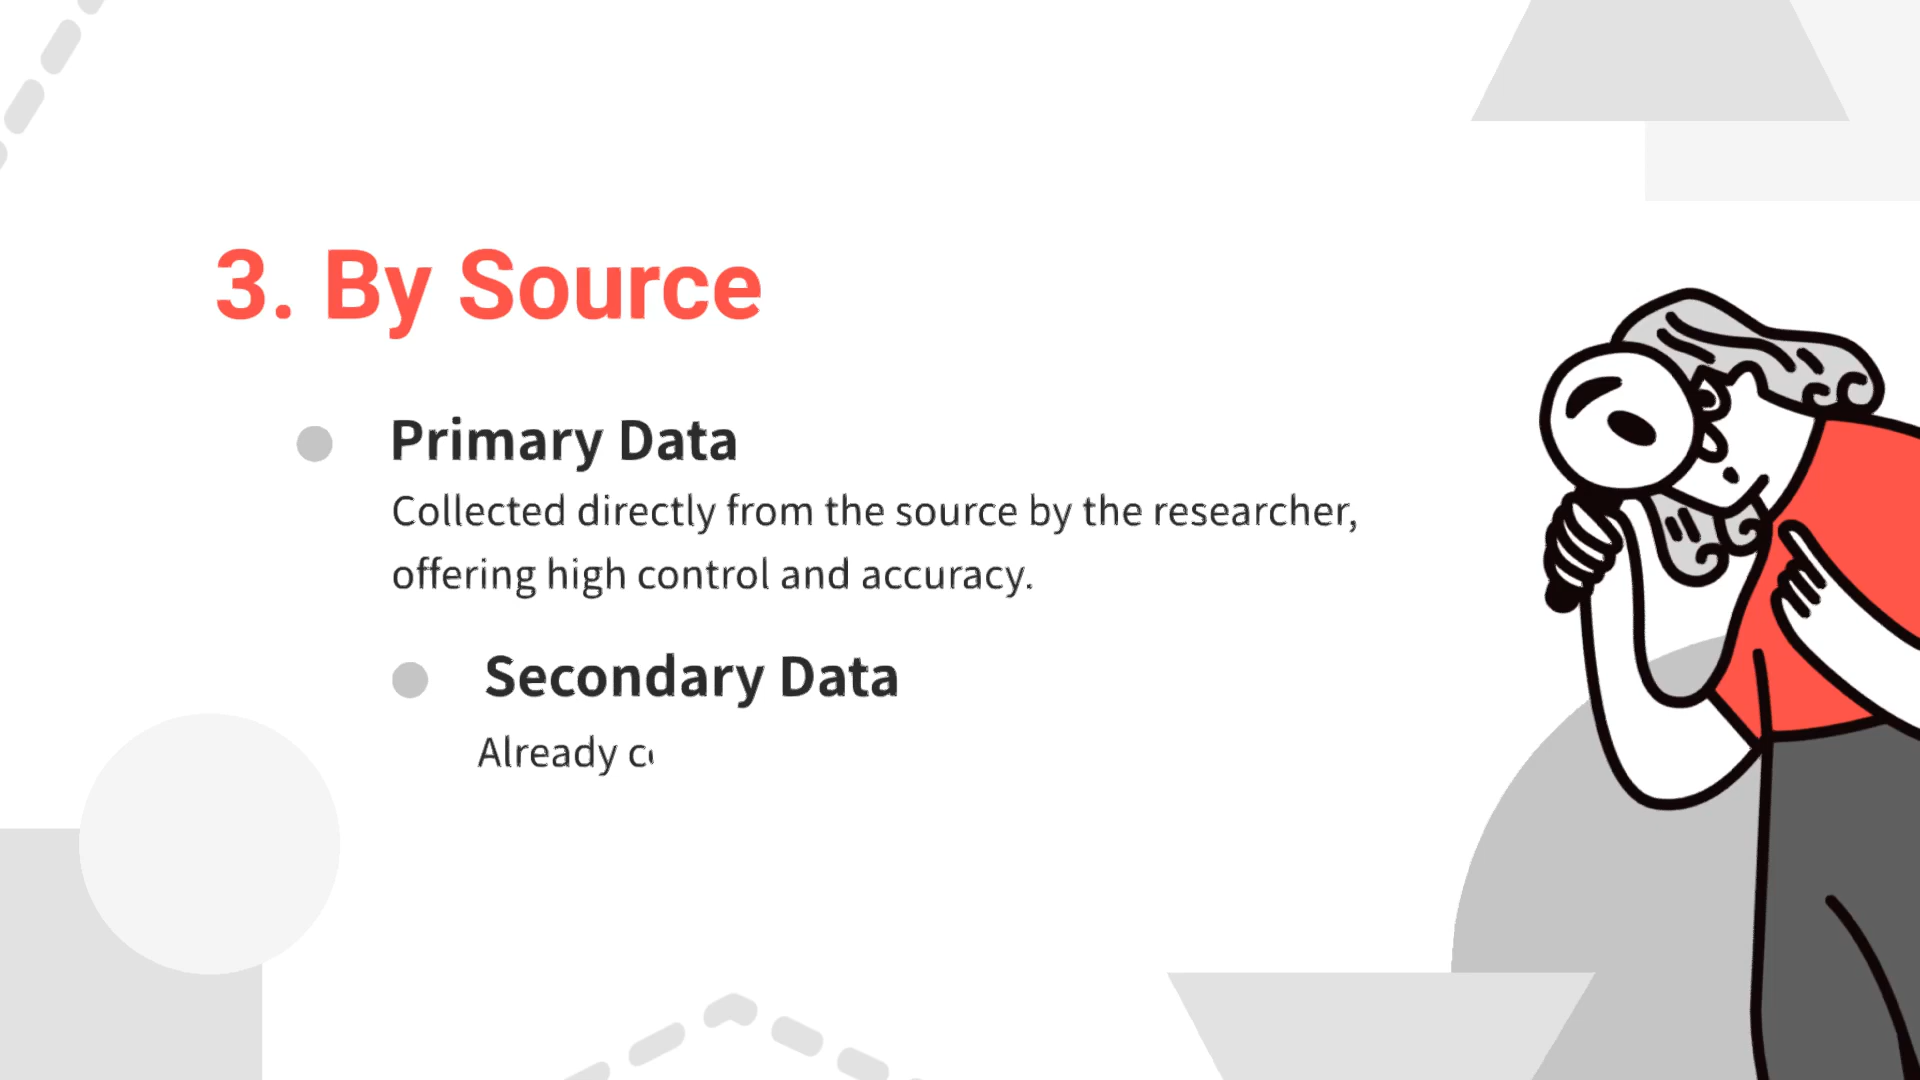 3. By Source
Primary Data
Collected directly from the source by the researcher,
offering high control and accuracy.
Secondary Data
Already